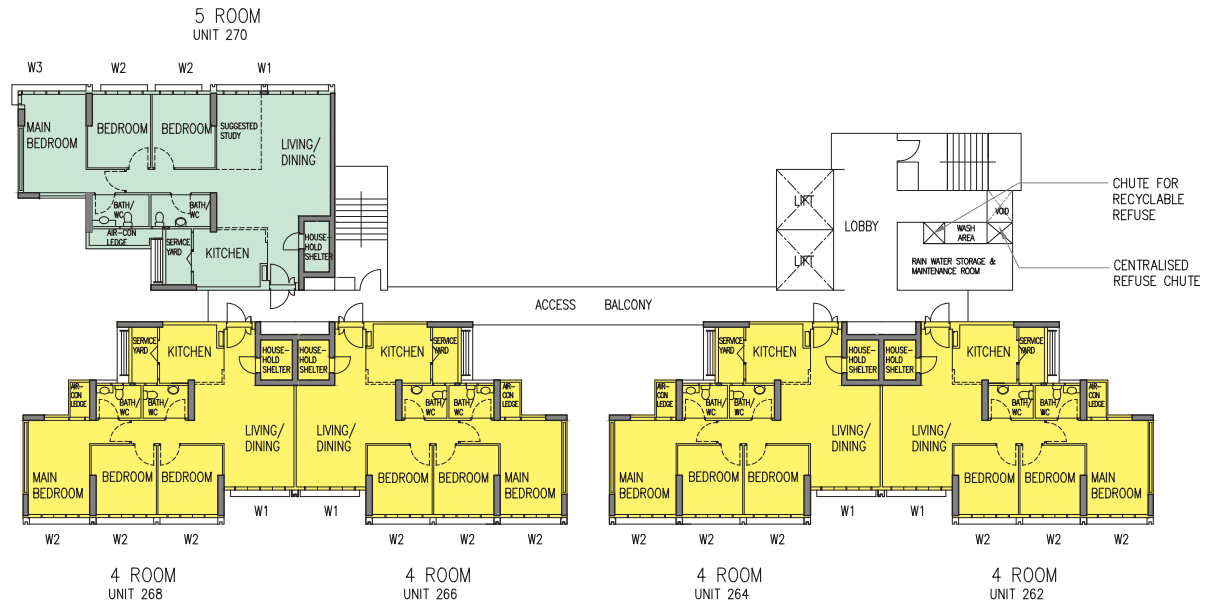 5 ROOM
UNIT 270
W3
W2
W2
W1
MAIN
BEDROOM
BEDROOM
BEDROOM
SUGGESTED
STUDY
LIVING/
DINING
BATH/
WC
BATH/
WC
AIR-CON
LEDGE
SERVICE
YARD
KITCHEN
HOUSE-
HOLD
SHELTER
LIFT
LIFT
LOBBY
VOID
WASH
AREA
RAIN WATER STORAGE &
MAINTENANCE ROOM
CHUTE FOR
RECYCLABLE
REFUSE
CENTRALISED
REFUSE CHUTE
ACCESS BALCONY
SERVICE
YARD
KITCHEN
HOUSE-
HOLD
SHELTER
AIR-
CON
LEDGE
BATH/
WC
BATH/
WC
LIVING/
DINING
MAIN
BEDROOM
BEDROOM
BEDROOM
W1
W2
W2
W2
4 ROOM
UNIT 268
HOUSE-
HOLD
SHELTER
KITCHEN
SERVICE
YARD
BATH/
WC
BATH/
WC
AIR-
CON
LEDGE
LIVING/
DINING
BEDROOM
BEDROOM
MAIN
BEDROOM
W1
W2
W2
W2
4 ROOM
UNIT 266
SERVICE
YARD
KITCHEN
HOUSE-
HOLD
SHELTER
AIR-
CON
LEDGE
BATH/
WC
BATH/
WC
LIVING/
DINING
MAIN
BEDROOM
BEDROOM
BEDROOM
W1
W2
W2
W2
4 ROOM
UNIT 264
HOUSE-
HOLD
SHELTER
KITCHEN
SERVICE
YARD
BATH/
WC
BATH/
WC
AIR-
CON
LEDGE
LIVING/
DINING
BEDROOM
BEDROOM
MAIN
BEDROOM
W1
W2
W2
W2
4 ROOM
UNIT 262